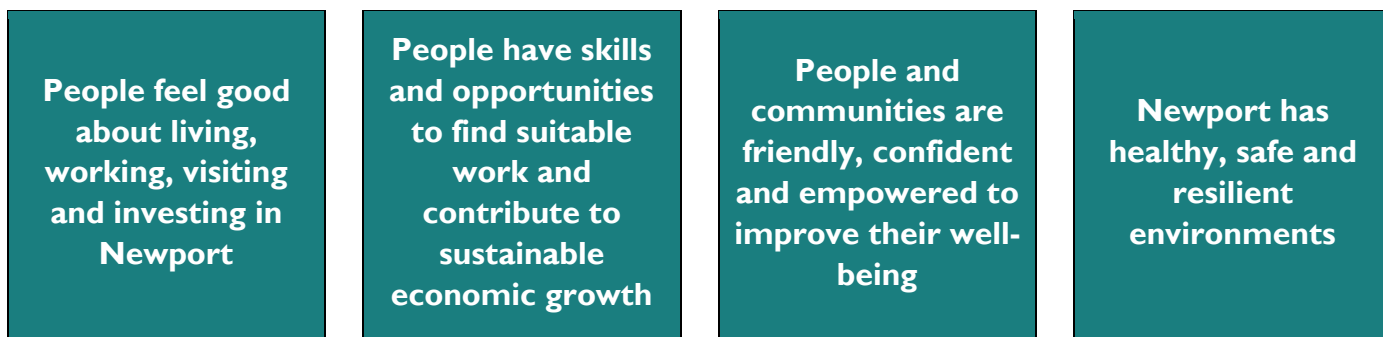 People feel good
about living,
working, visiting
and investing in
Newport
People have skills
and opportunities
to find suitable
work and
contribute to
sustainable
economic growth
People and
communities are
friendly, confident
and empowered to
improve their well-
being
Newport has
healthy, safe and
resilient
environments